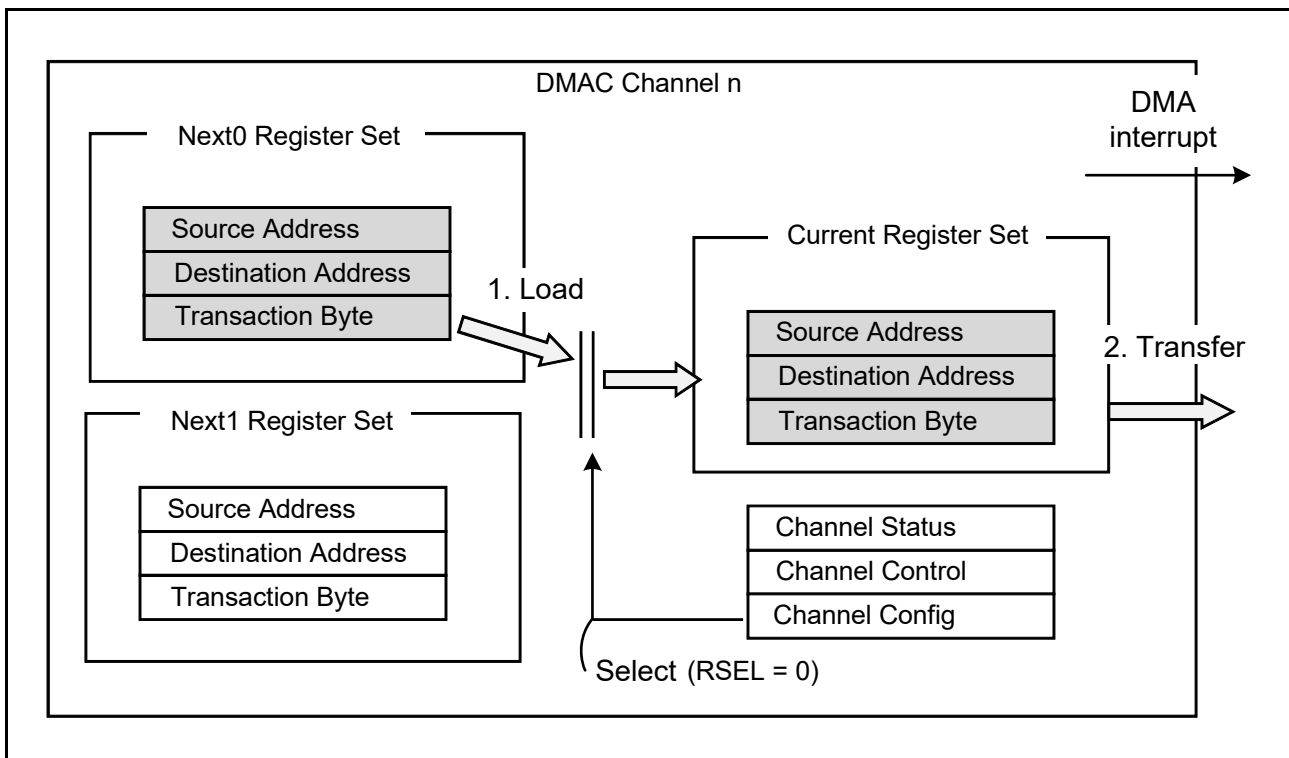 DMAC Channel n
DMA
interrupt
Next0 Register Set
Source Address
Destination Address
Transaction Byte
1. Load
Current Register Set
Source Address
Destination Address
Transaction Byte
2. Transfer
Next1 Register Set
Source Address
Destination Address
Transaction Byte
Channel Status
Channel Control
Channel Config
Select (RSEL = 0)